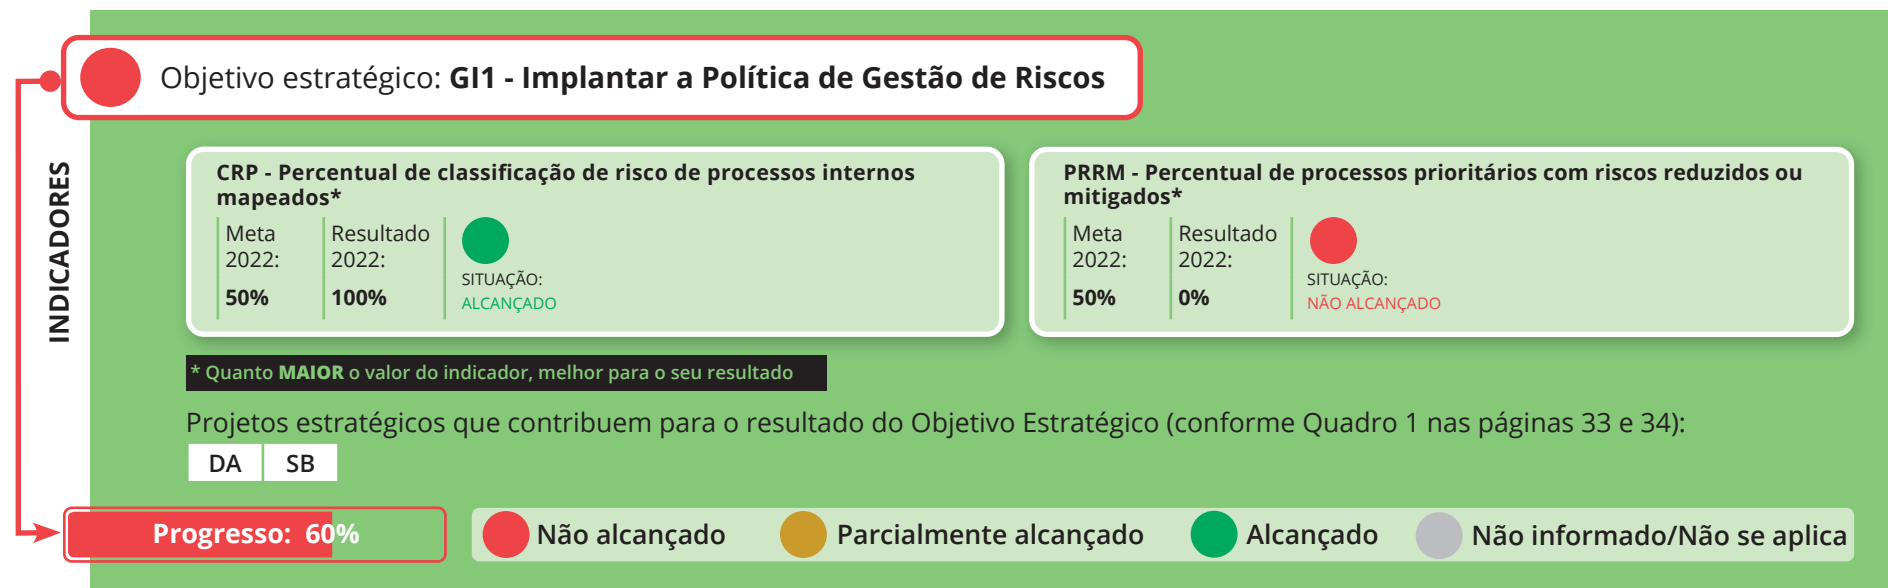 Objetivo estratégico: GI1 - Implantar a Política de Gestão de Riscos
INDICADORES
CRP - Percentual de classificação de risco de processos internos
mapeados*
Meta
2022:
50%
Resultado
2022:
100%
SITUAÇÃO:
ALCANÇADO
PRRM - Percentual de processos prioritários com riscos reduzidos ou
mitigados*
Meta
2022:
50%
Resultado
2022:
0%
SITUAÇÃO:
NÃO ALCANÇADO
* Quanto MAIOR o valor do indicador, melhor para o seu resultado
Projetos estratégicos que contribuem para o resultado do Objetivo Estratégico (conforme Quadro 1 nas páginas 33 e 34):
DA SB
Progresso: 60%
Não alcançado
Parcialmente alcançado
Alcançado
Não informado/Não se aplica